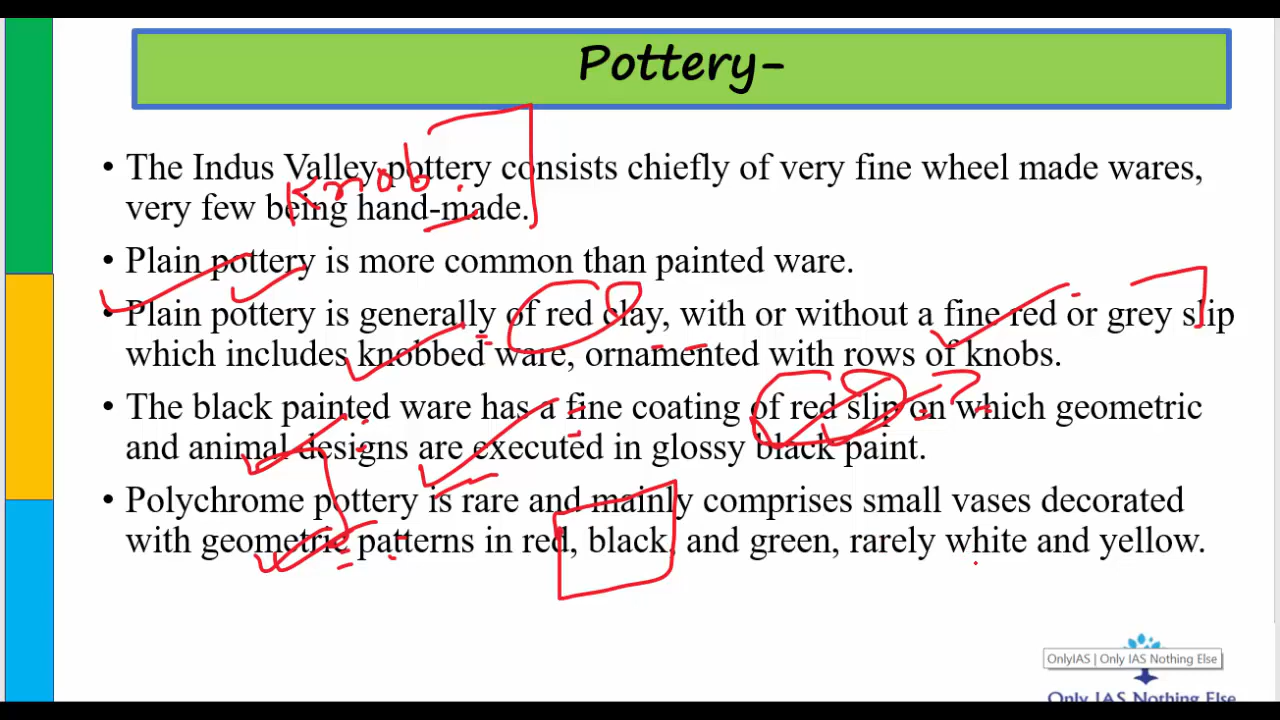 Pottery-
• The Indus Valley pottery consists chiefly of very fine wheel made wares,
Knob
very few being hand-made.
• Plain pottery is more common than painted ware.
• Plain pottery is generally of red clay, with or without a fine red or grey slip
which includes knobbed ware, ornamented with rows of knobs.
• The black painted ware has a fine coating of red slip on which geometric
and animal designs are executed in glossy black paint.
• Polychrome pottery is rare and mainly comprises small vases decorated
with geometric patterns in red, black, and green, rarely white and yellow.
OnlyIAS | Only IAS Nothing Else
Only IAS Nothing Else